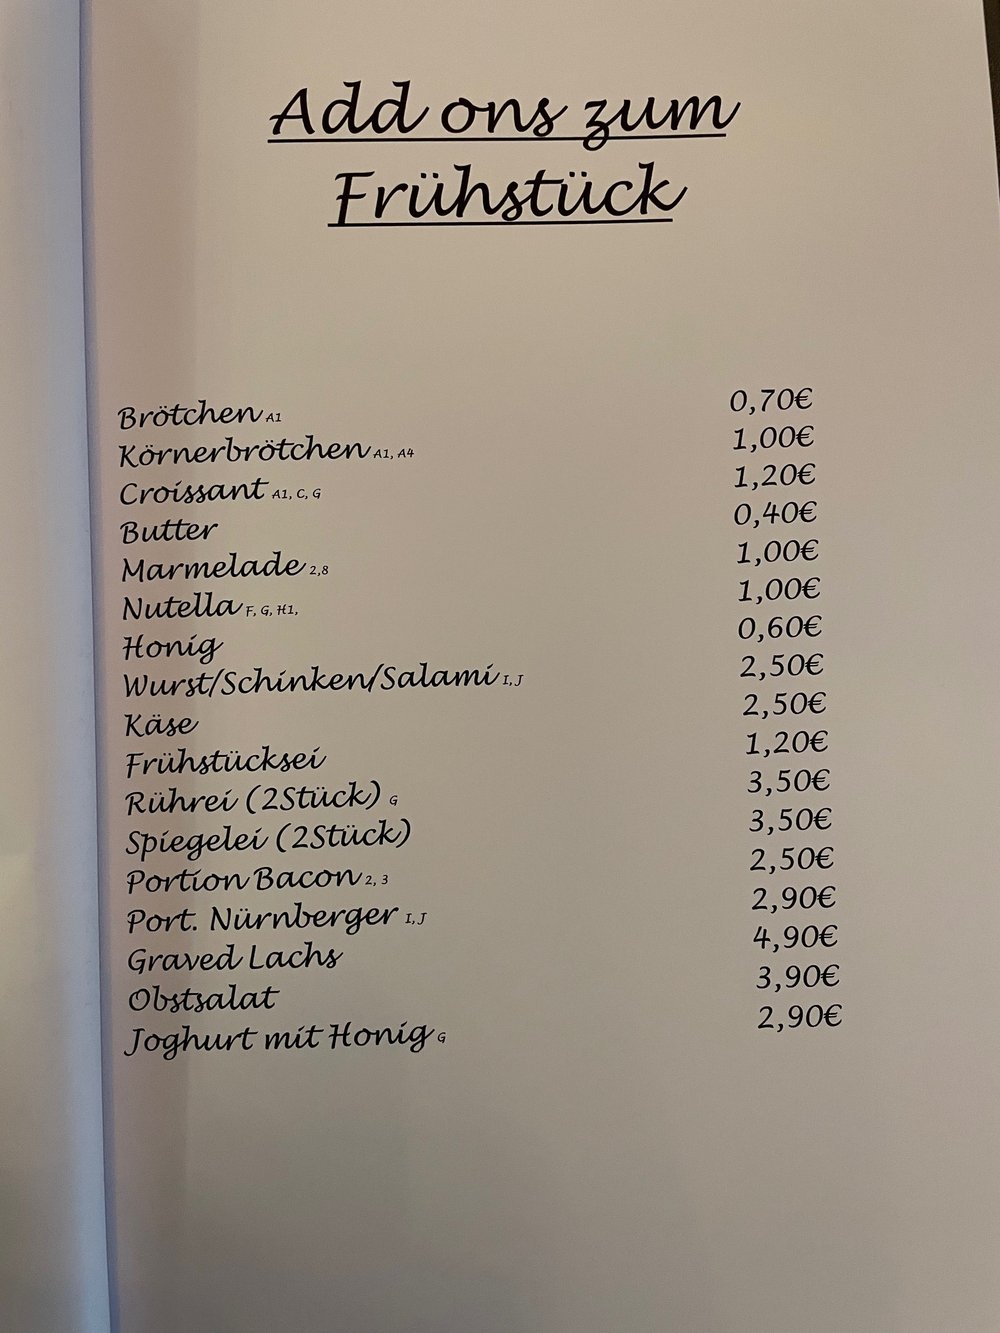 Add ons zum
Frühstück
Brötchen A1 0,70€
Körnerbrötchen A1, A4 1,00€
Croissant A1, C, G 1,20€
Butter 0,40€
Marmelade 2,8 1,00€
Nutella F, G, H1, 1,00€
Honig 0,60€
Wurst/Schinken/Salami I,J 2,50€
Käse 2,50€
Frühstücksei 1,20€
Rührei (2Stück) G 3,50€
Spiegelei (2Stück) 3,50€
Portion Bacon 2, 3 2,50€
Port. Nürnberger I,J 2,90€
Graved Lachs 4,90€
Obstsalat 3,90€
Joghurt mit Honig G 2,90€